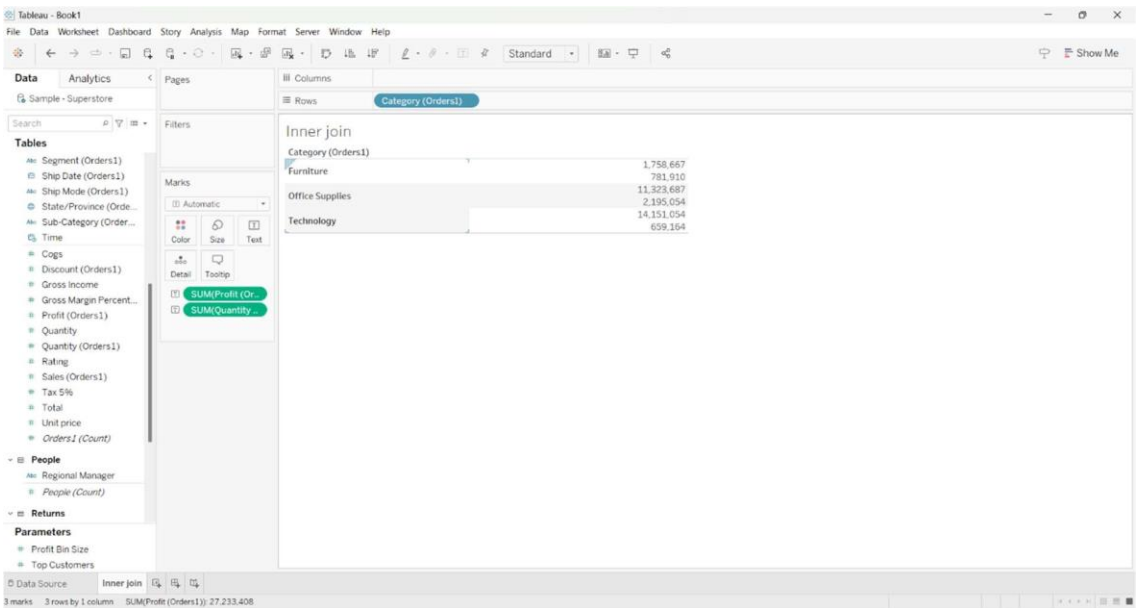 Tableau - Book1
File Data Worksheet Dashboard Story Analysis Map Format Server Window Help
Standard
Show Me
Data Analytics
Pages
Columns
Sample - Superstore
Rows
Category (Orders1)
Search
Filters
Inner join
Tables
Category (Orders1)
Abc Segment (Orders1)
Furniture 1,758,667
781,910
Ship Date (Orders1)
Marks
Office Supplies 11,323,687
2,195,054
Abc Ship Mode (Orders1)
Automatic
Technology 14,151,054
659,164
State/Province (Orde...
Abc Sub-Category (Order...
Color Size Text
Time
Cogs
Detail Tooltip
Discount (Orders1)
Gross Income
SUM(Profit (Or..
Gross Margin Percent...
SUM(Quantity ..
Profit (Orders1)
Quantity
Quantity (Orders1)
Rating
Sales (Orders1)
Tax 5%
Total
Unit price
Orders1 (Count)
People
Abc Regional Manager
People (Count)
Returns
Parameters
Profit Bin Size
Top Customers
Data Source Inner join
3 marks 3 rows by 1 column SUM(Profit (Orders1)): 27,233,408